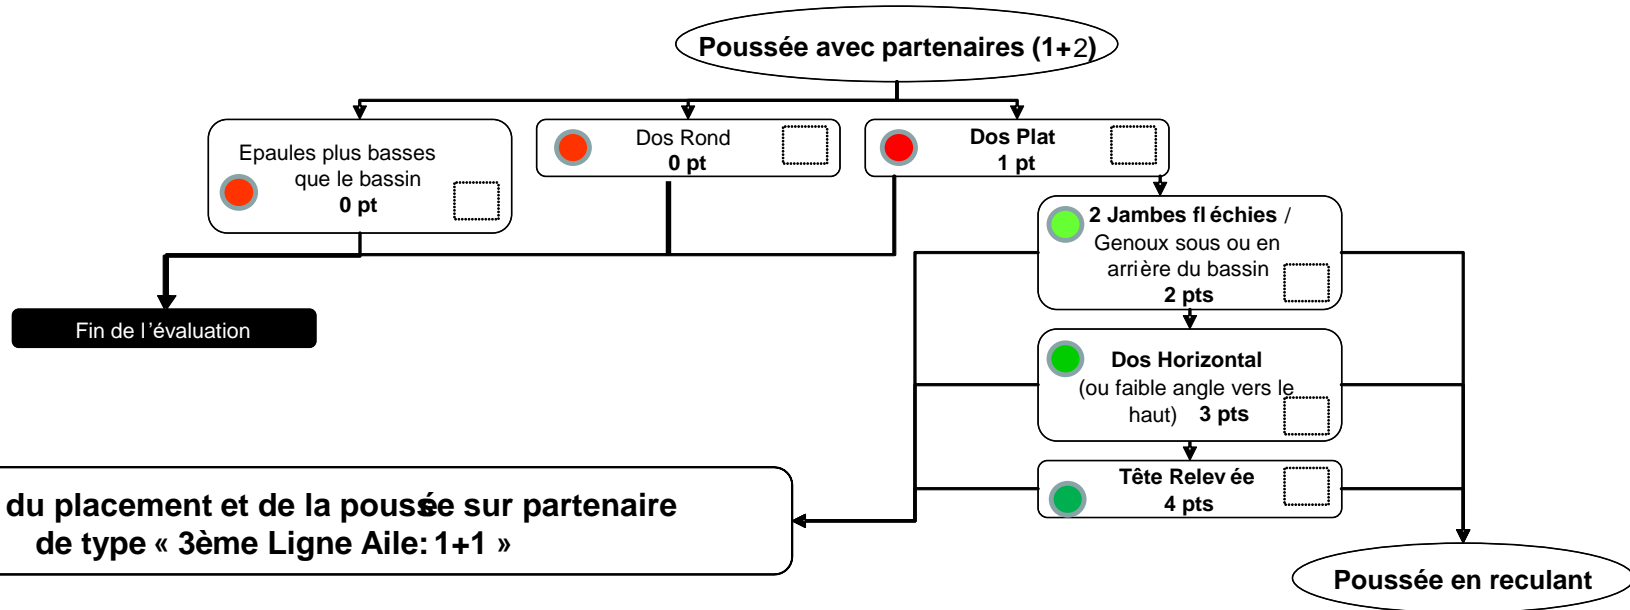 Poussée avec partenaires (1+2)
Epaules plus basses
que le bassin
0 pt
Dos Rond
0 pt
Dos Plat
1 pt
2 Jambes fléchies /
Genoux sous ou en
arrière du bassin
2 pts
Fin de l'évaluation
Dos Horizontal
(ou faible angle vers le
haut) 3 pts
Tête Relevée
4 pts
du placement et de la poussée sur partenaire
de type « 3ème Ligne Aile: 1+1 »
Poussée en reculant